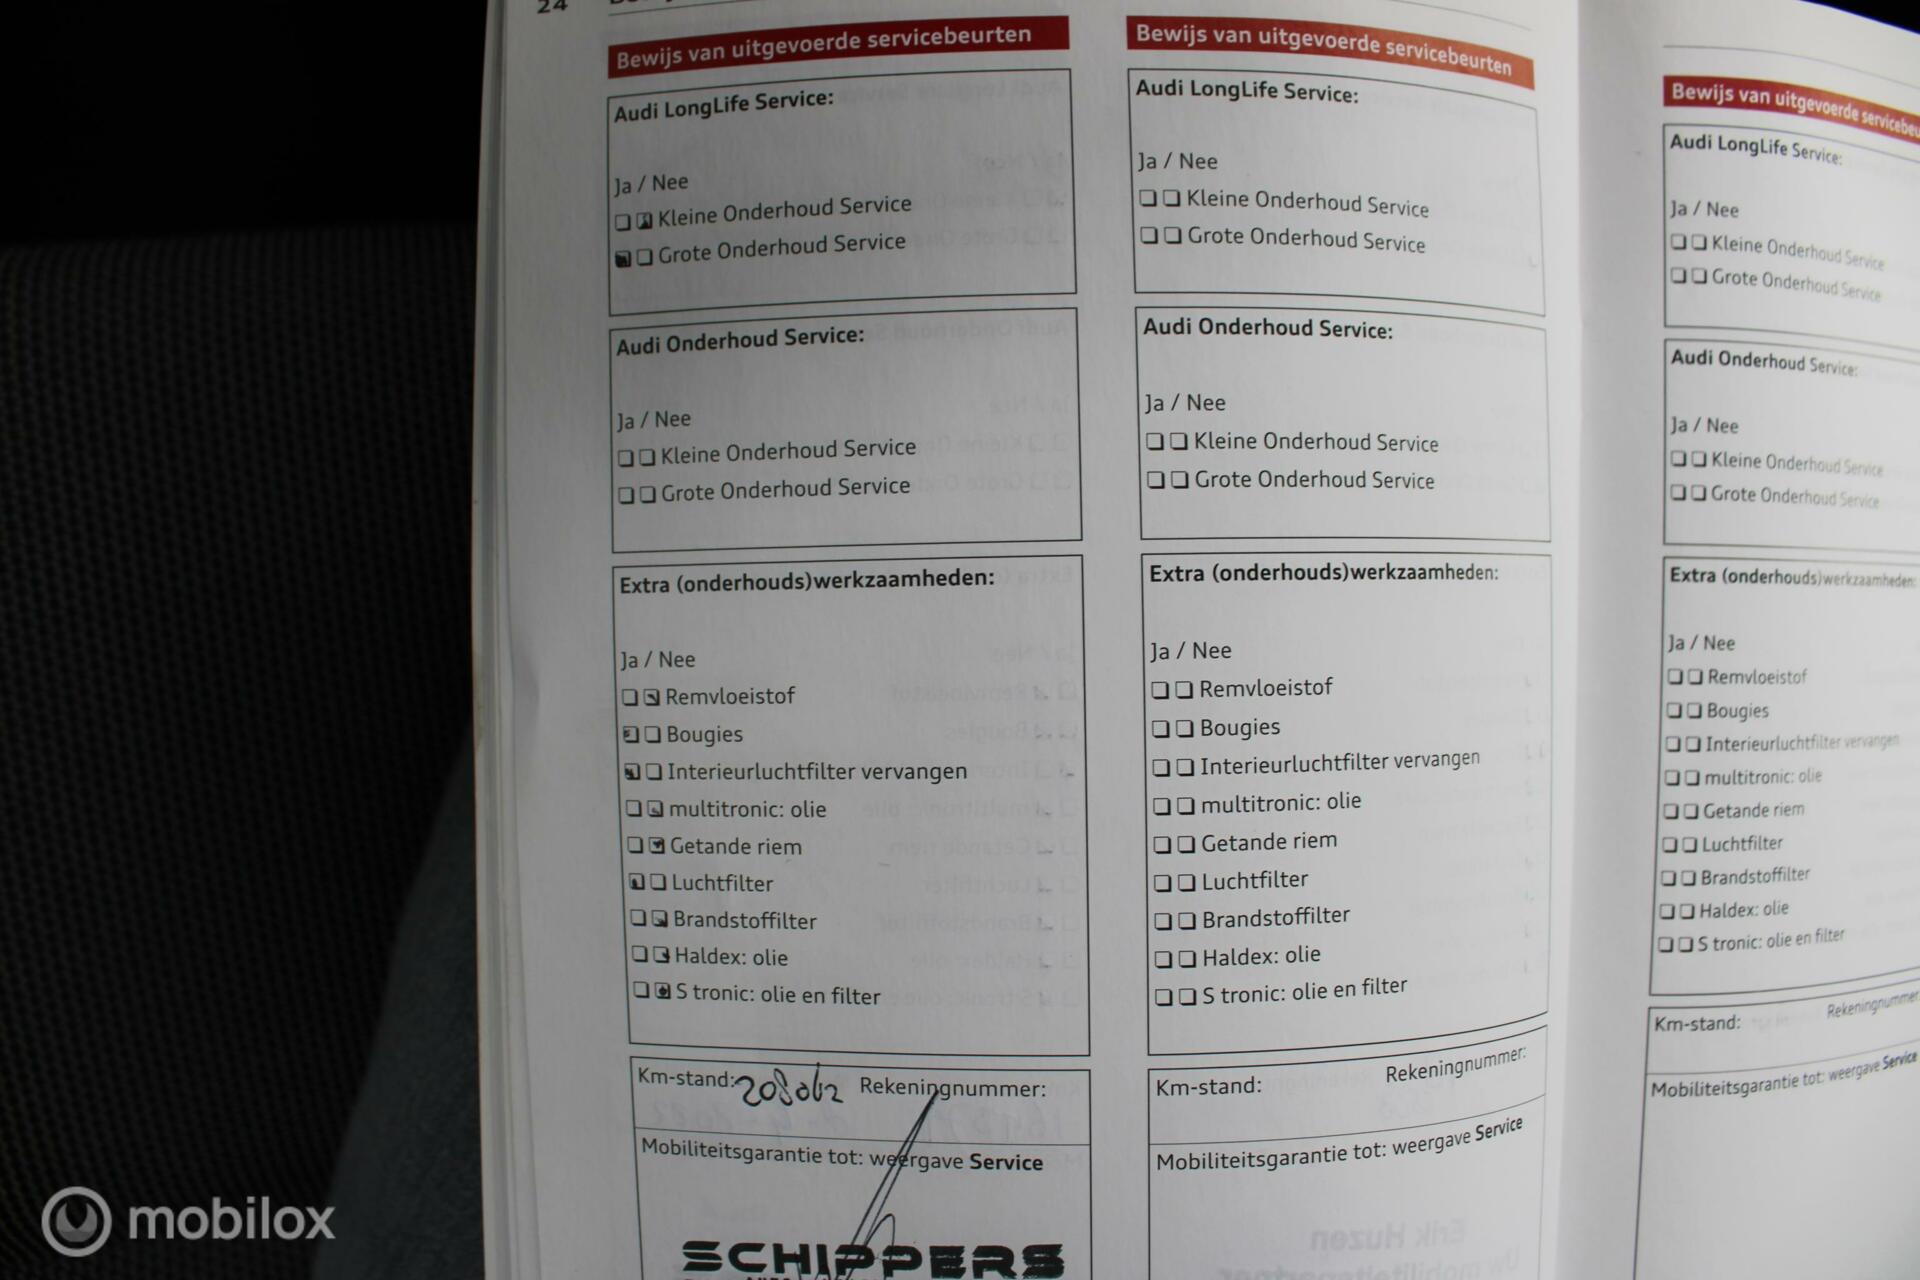 24
Bewijs van uitgevoerde servicebeurten
Audi LongLife Service:
Ja / Nee
Kleine Onderhoud Service
Grote Onderhoud Service
Audi Onderhoud Service:
Ja / Nee
Kleine Onderhoud Service
Grote Onderhoud Service
Extra (onderhouds)werkzaamheden:
Ja / Nee
Remvloeistof
Bougies
Interieurluchtfilter vervangen
multitronic: olie
Getande riem
Luchtfilter
Brandstoffilter
Haldex: olie
S tronic: olie en filter
Km-stand: Rekeningnummer:
Mobiliteitsgarantie tot: weergave Service
SCHIPPERS
Bewijs van uitgevoerde servicebeurten
Audi LongLife Service:
Ja / Nee
Kleine Onderhoud Service
Grote Onderhoud Service
Audi Onderhoud Service:
Ja / Nee
Kleine Onderhoud Service
Grote Onderhoud Service
Extra (onderhouds)werkzaamheden:
Ja / Nee
Remvloeistof
Bougies
Interieurluchtfilter vervangen
multitronic: olie
Getande riem
Luchtfilter
Brandstoffilter
Haldex: olie
S tronic: olie en filter
Km-stand: Rekeningnummer:
Mobiliteitsgarantie tot: weergave Service
Bewijs van uitgevoerde
Audi LongLife Service:
Ja / Nee
Kleine Onderhoud Service
Grote Onderhoud Service
Audi Onderhoud Service:
Ja / Nee
Kleine Onderhoud Service
Grote Onderhoud Service
Extra (onderhouds)werkzaamheden:
Ja / Nee
Remvloeistof
Bougies
Interieurluchtfilter vervangen
multitronic: olie
Getande riem
Luchtfilter
Brandstoffilter
Haldex: olie
S tronic: olie en filter
Km-stand: Rekeningnummer:
Mobiliteitsgarantie tot: weergave Service
mobilox